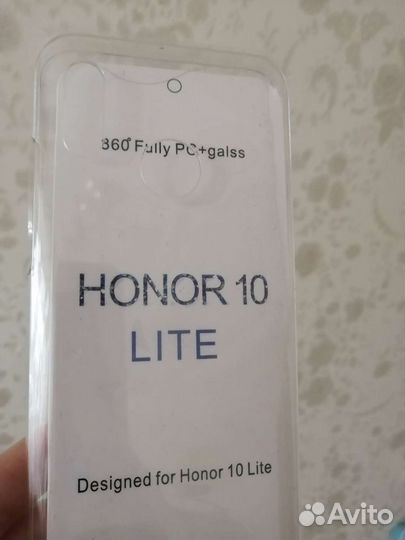 360° Fully PC+galss
HONOR 10
LITE
Designed for Honor 10 Lite
Avito